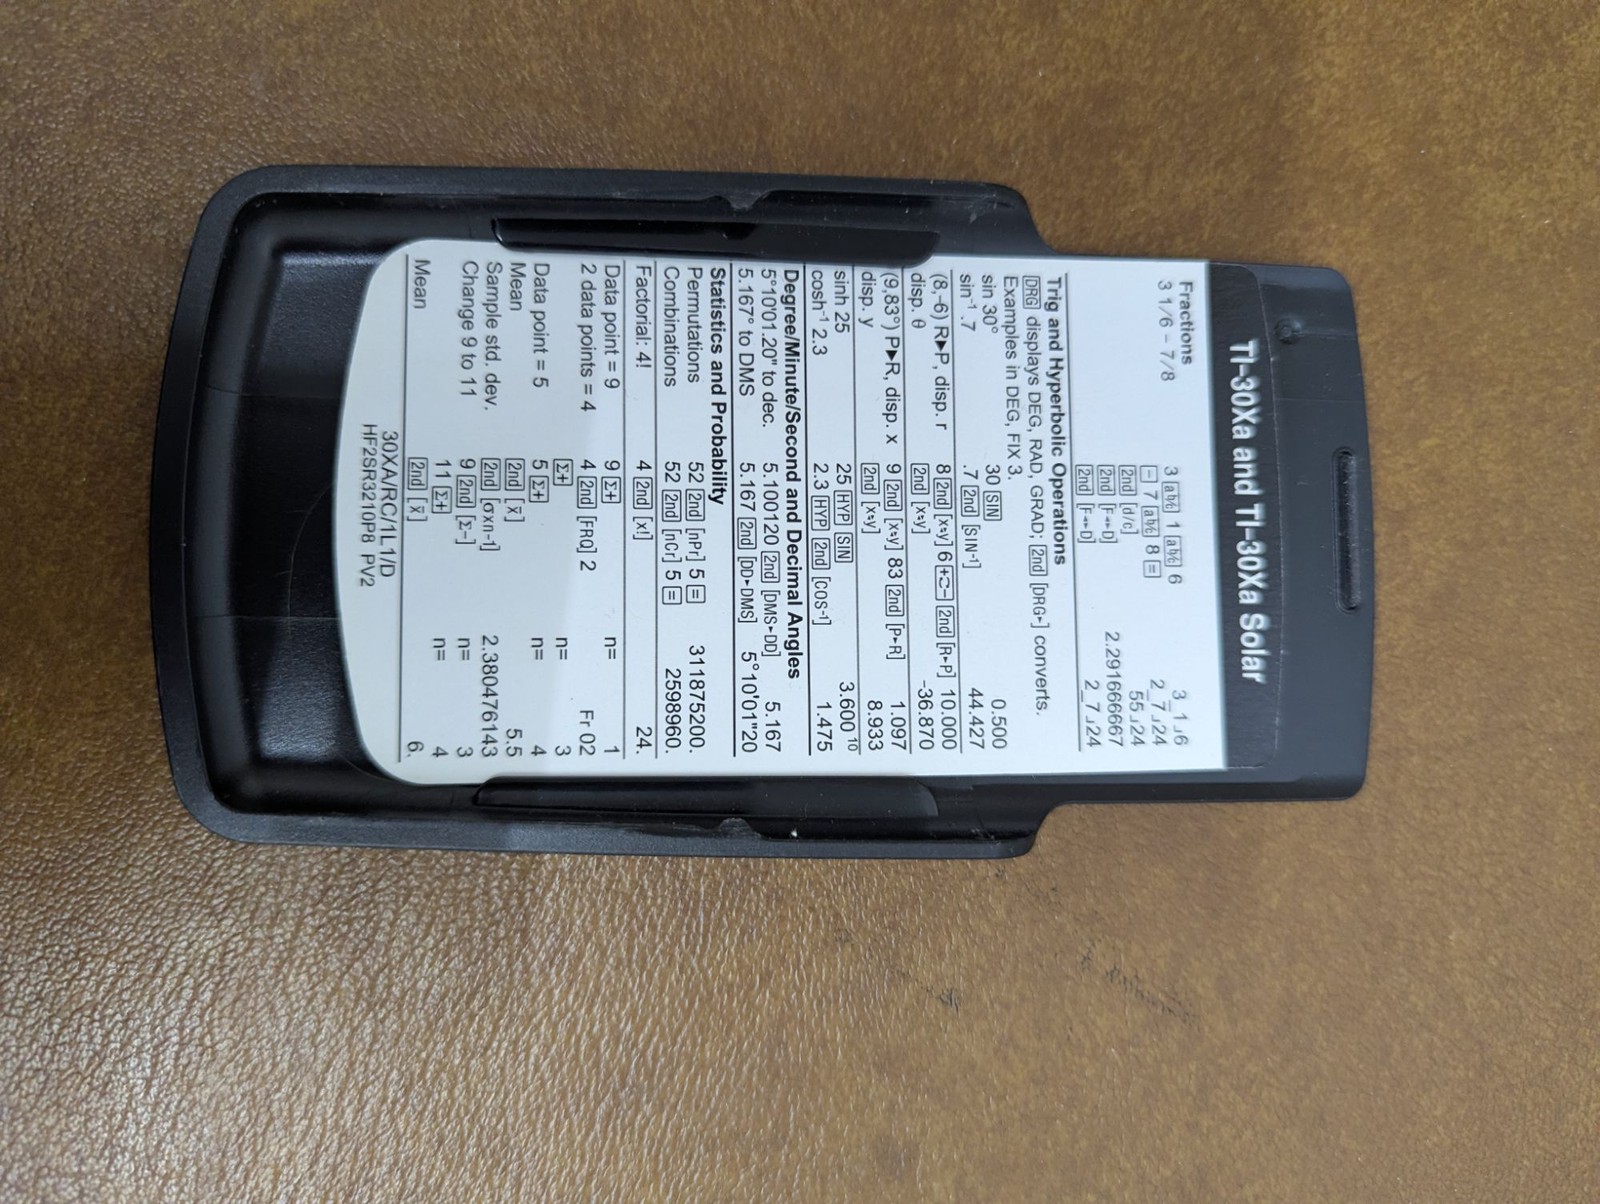 TI-30Xa and TI-30Xa Solar
Fractions
3 1/6 - 7/8 3 [a b/c] 1 [a b/c] 6 3_1⌟6
[−] 7 [a b/c] 8 [=] 2_7⌟24
[2nd] [d/c] 55⌟24
[2nd] [F◂▸D] 2.291666667
[2nd] [F◂▸D] 2_7⌟24
Trig and Hyperbolic Operations
[DRG] displays DEG, RAD, GRAD; [2nd] [DRG▸] converts.
Examples in DEG, FIX 3.
sin 30° 30 [SIN] 0.500
sin⁻¹ .7 .7 [2nd] [SIN⁻¹] 44.427
(8,-6) R▶P, disp. r 8 [2nd] [x⇆y] 6 [+⇄−] [2nd] [R▸P] 10.000
disp. θ [2nd] [x⇆y] -36.870
(9,83°) P▶R, disp. x 9 [2nd] [x⇆y] 83 [2nd] [P▸R] 1.097
disp. y [2nd] [x⇆y] 8.933
sinh 25 25 [HYP] [SIN] 3.600 ¹⁰
cosh⁻¹ 2.3 2.3 [HYP] [2nd] [COS⁻¹] 1.475
Degree/Minute/Second and Decimal Angles
5°10'01.20" to dec. 5.100120 [2nd] [DMS▸DD] 5.167
5.167° to DMS 5.167 [2nd] [DD▸DMS] 5°10'01"20
Statistics and Probability
Permutations 52 [2nd] [nPr] 5 [=] 311875200.
Combinations 52 [2nd] [nCr] 5 [=] 2598960.
Factorial: 4! 4 [2nd] [x!] 24.
Data point = 9 9 [Σ+] n= 1
2 data points = 4 4 [2nd] [FRQ] 2 Fr 02
[Σ+] n= 3
Data point = 5 5 [Σ+] n= 4
Mean [2nd] [x̄] 5.5
Sample std. dev. [2nd] [σxn-1] 2.380476143
Change 9 to 11 9 [2nd] [Σ−] n= 3
11 [Σ+] n= 4
Mean [2nd] [x̄] 6.
30XA/RC/1L1/D
HF2SR3210P8 PV2